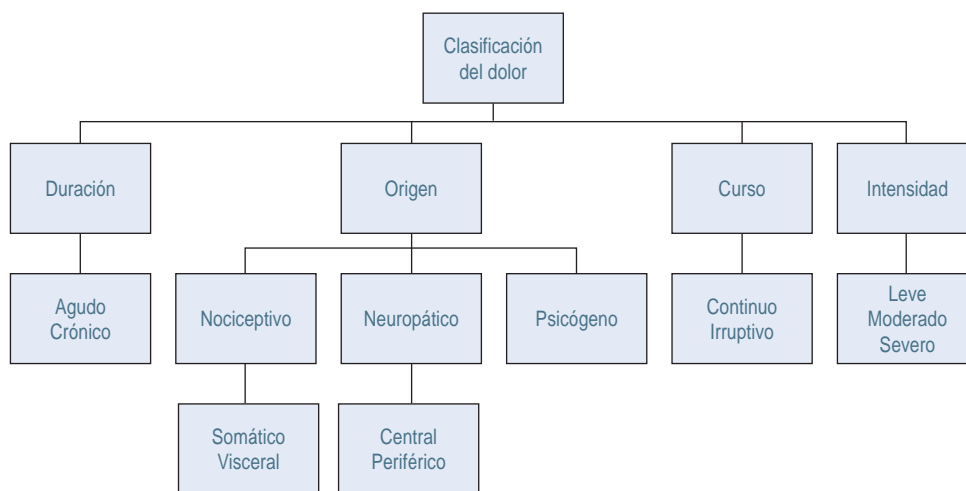 Clasificación
del dolor
Duración
Origen
Curso
Intensidad
Agudo
Crónico
Nociceptivo
Neuropático
Psicógeno
Continuo
Irruptivo
Leve
Moderado
Severo
Somático
Visceral
Central
Periférico